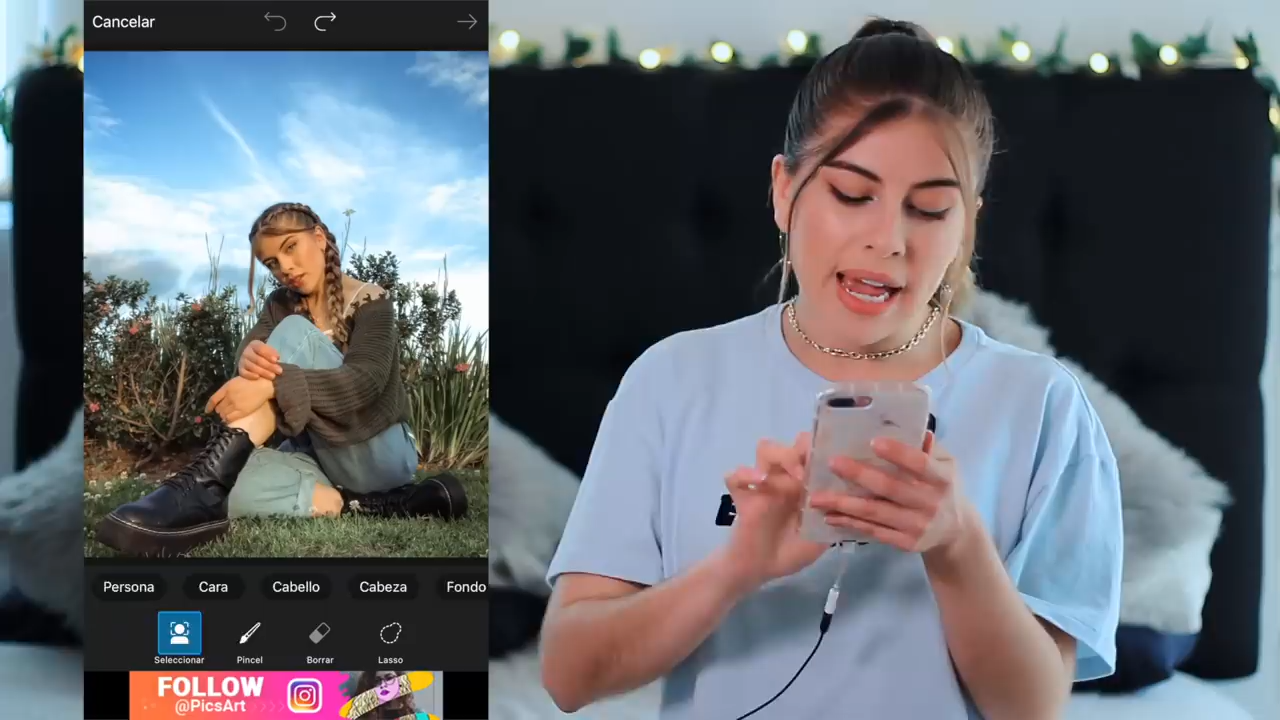 Cancelar
Persona Cara Cabello Cabeza Fondo
Seleccionar Pincel Borrar Lasso
FOLLOW
@PicsArt